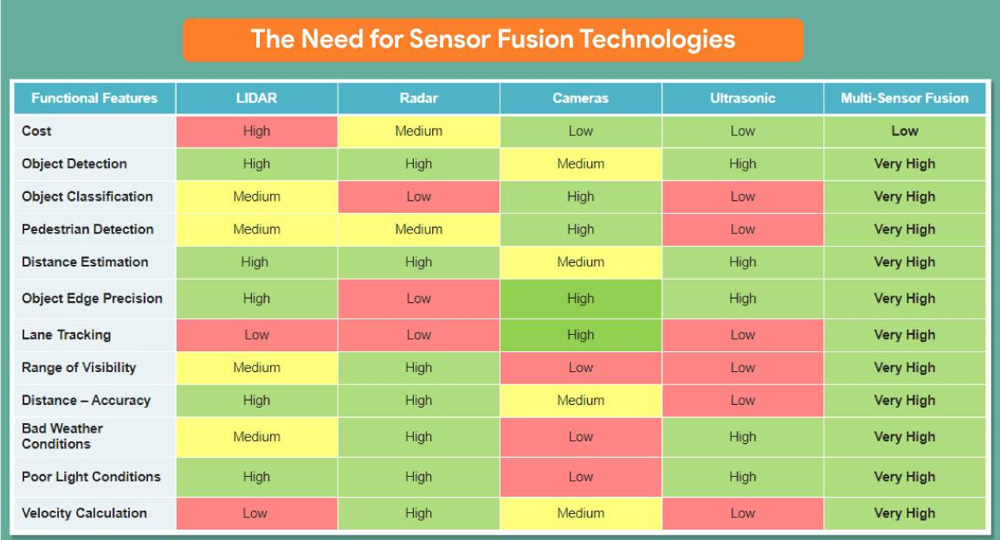 The Need for Sensor Fusion Technologies
Functional Features LIDAR Radar Cameras Ultrasonic Multi-Sensor Fusion
Cost High Medium Low Low Low
Object Detection High High Medium High Very High
Object Classification Medium Low High Low Very High
Pedestrian Detection Medium Medium High Low Very High
Distance Estimation High High Medium High Very High
Object Edge Precision High Low High High Very High
Lane Tracking Low Low High Low Very High
Range of Visibility Medium High Low Low Very High
Distance – Accuracy High High Medium Low Very High
Bad Weather
Conditions Medium High Low High Very High
Poor Light Conditions High High Low High Very High
Velocity Calculation Low High Medium Low Very High